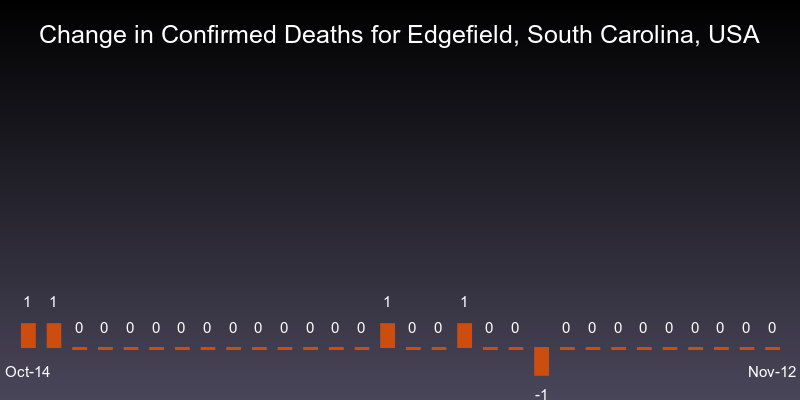 Change in Confirmed Deaths for Edgefield, South Carolina, USA
1 1 0 0 0 0 0 0 0 0 0 0 0 0 1 0 0 1 0 0 0 0 0 0 0 0 0 0 0
Oct-14 Nov-12
-1